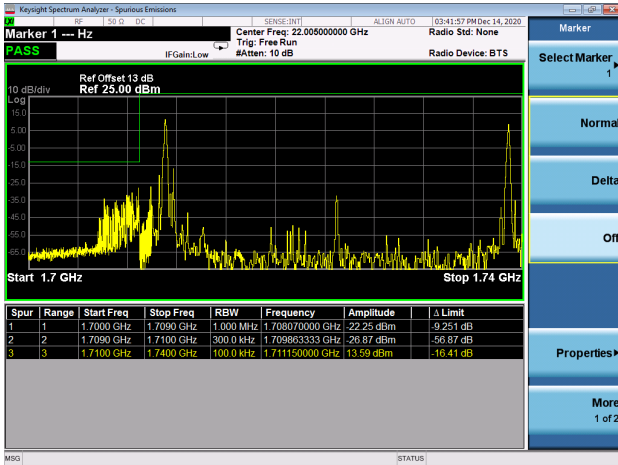 Keysight Spectrum Analyzer - Spurious Emissions
LXI RF 50 Ω DC SENSE:INT ALIGN AUTO 03:41:57 PM Dec 14, 2020
Marker 1 --- Hz Center Freq: 22.005000000 GHz Radio Std: None
Trig: Free Run
PASS IFGain:Low #Atten: 10 dB Radio Device: BTS
Ref Offset 13 dB
10 dB/div Ref 25.00 dBm
Log
15.0
5.00
-5.00
-15.0
-25.0
-35.0
-45.0
-55.0
-65.0
Start 1.7 GHz Stop 1.74 GHz
Spur Range Start Freq Stop Freq RBW Frequency Amplitude Δ Limit
1 1 1.7000 GHz 1.7090 GHz 1.000 MHz 1.708070000 GHz -22.25 dBm -9.251 dB
2 2 1.7090 GHz 1.7100 GHz 300.0 kHz 1.709863333 GHz -26.87 dBm -56.87 dB
3 3 1.7100 GHz 1.7400 GHz 100.0 kHz 1.711150000 GHz 13.59 dBm -16.41 dB
MSG STATUS
Marker
Select Marker
1
Normal
Delta
Off
Properties
More
1 of 2